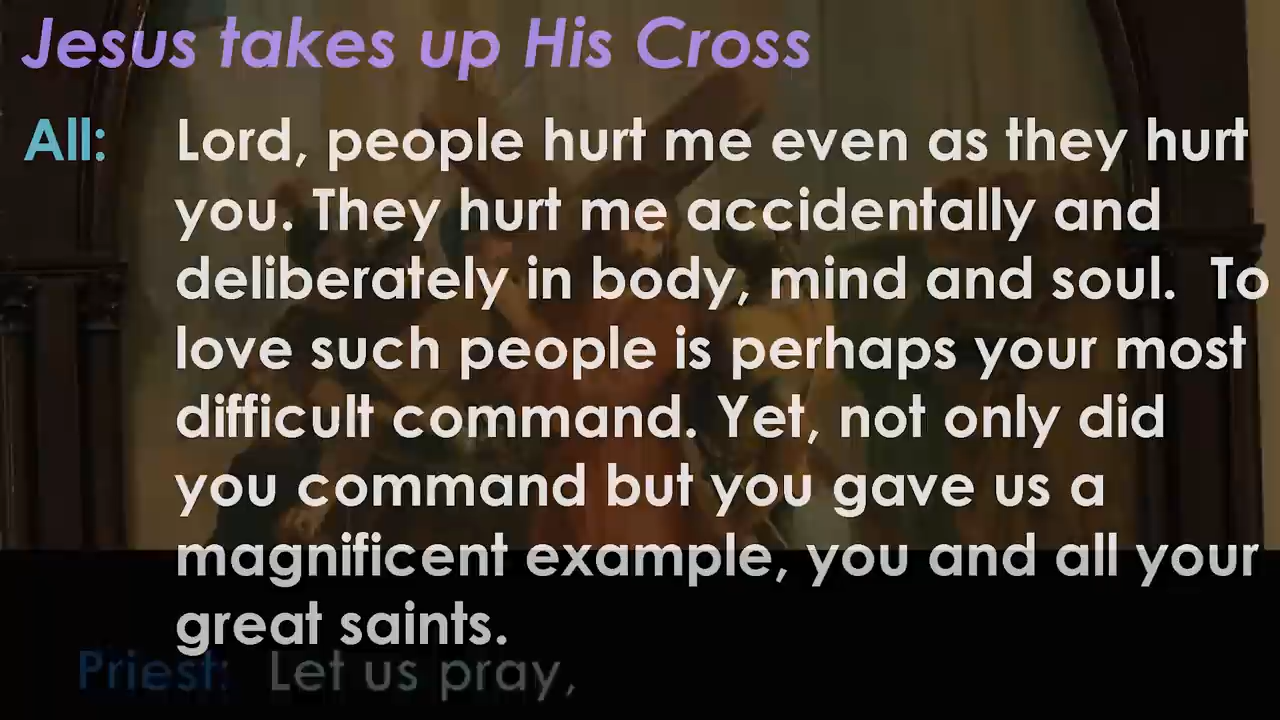 Jesus takes up His Cross
All: Lord, people hurt me even as they hurt
you. They hurt me accidentally and
deliberately in body, mind and soul. To
love such people is perhaps your most
difficult command. Yet, not only did
you command but you gave us a
magnificent example, you and all your
great saints.
Priest: Let us pray,